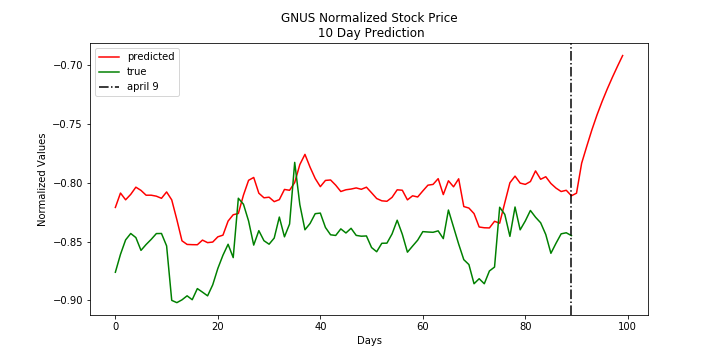 GNUS Normalized Stock Price
10 Day Prediction
predicted
true
april 9
Normalized Values
−0.70
−0.75
−0.80
−0.85
−0.90
0
20
40
60
80
100
Days